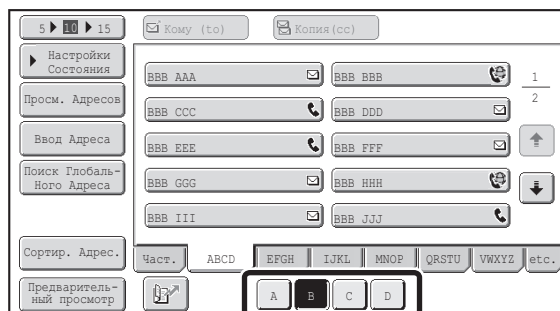 5 10 15
Кому (to)
Копия(cc)
Настройки
Состояния
Просм. Адресов
Ввод Адреса
Поиск Глобаль-
Ного Адреса
Сортир. Адрес.
Предваритель-
ный просмотр
BBB AAA
BBB BBB
BBB CCC
BBB DDD
BBB EEE
BBB FFF
BBB GGG
BBB HHH
BBB III
BBB JJJ
1
2
Част.
ABCD
EFGH
IJKL
MNOP
QRSTU
VWXYZ
etc.
A
B
C
D